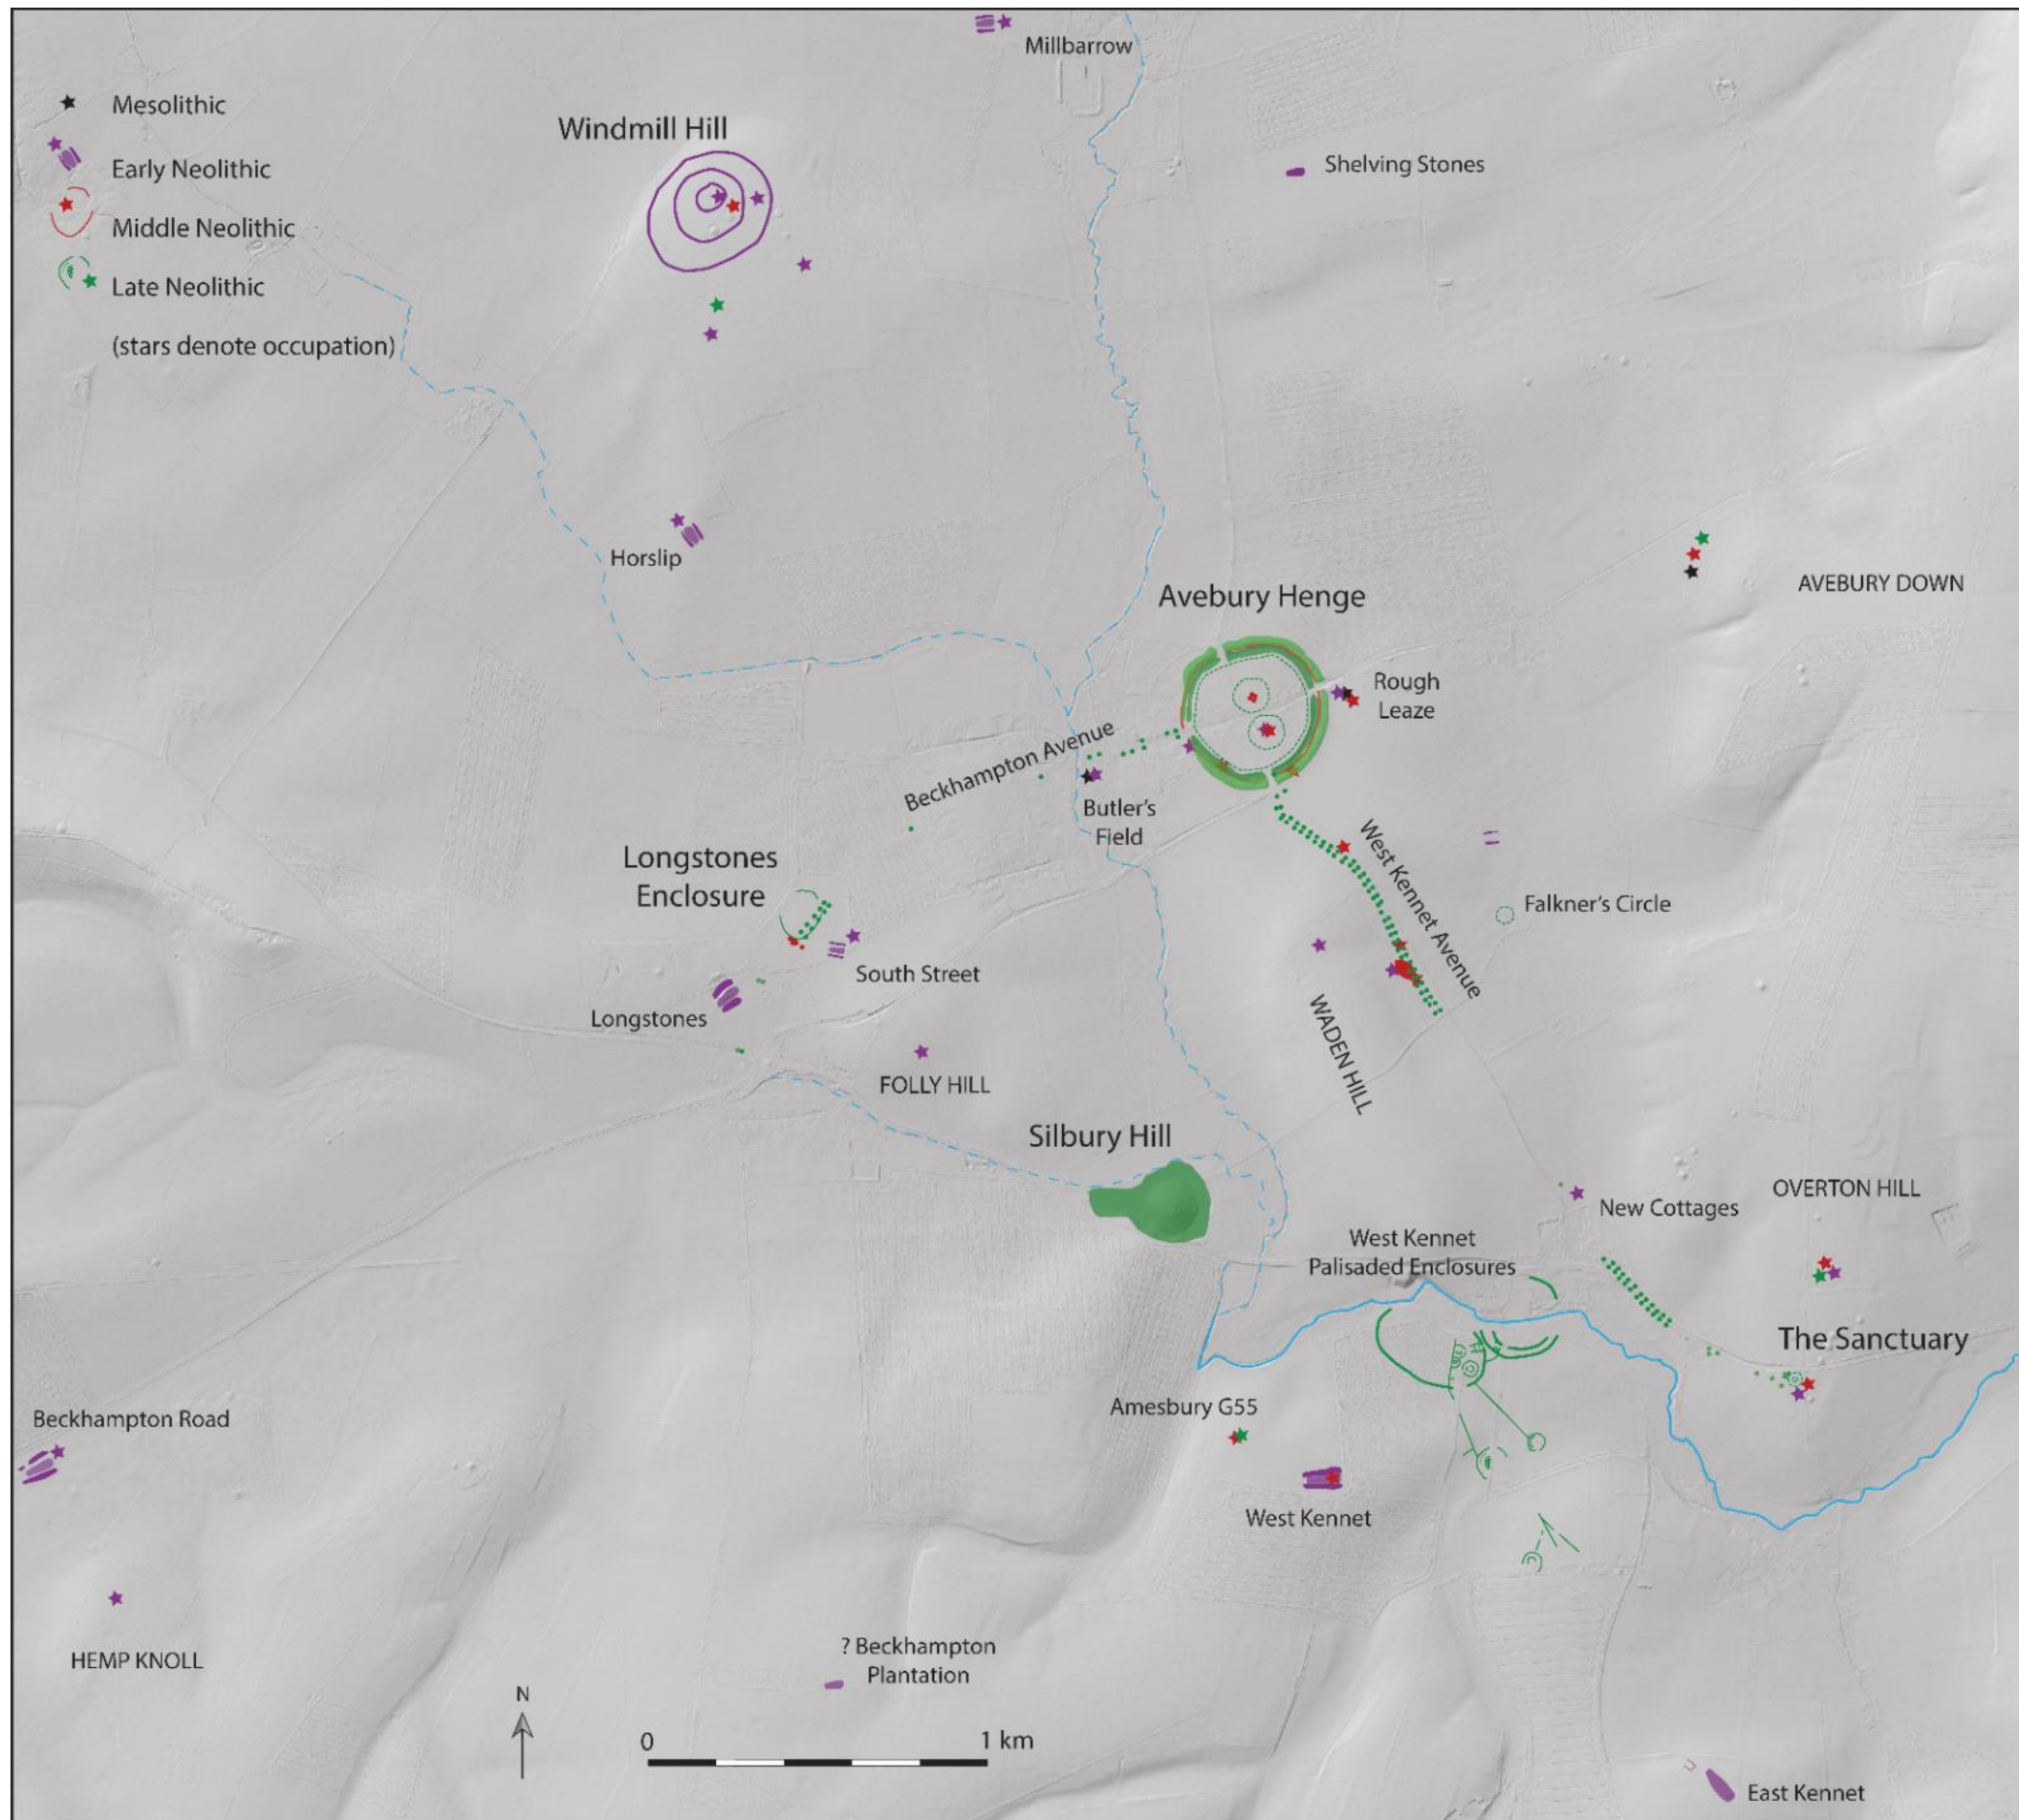 Millbarrow
Mesolithic
Early Neolithic
Middle Neolithic
Late Neolithic
(stars denote occupation)
Windmill Hill
Shelving Stones
Horslip
Avebury Henge
AVEBURY DOWN
Rough
Leaze
Beckhampton Avenue
Butler's
Field
West Kennet Avenue
Longstones
Enclosure
Falkner's Circle
South Street
Longstones
WADEN HILL
FOLLY HILL
Silbury Hill
New Cottages
OVERTON HILL
West Kennet
Palisaded Enclosures
The Sanctuary
Amesbury G55
Beckhampton Road
West Kennet
HEMP KNOLL
? Beckhampton
Plantation
N
0
1 km
East Kennet